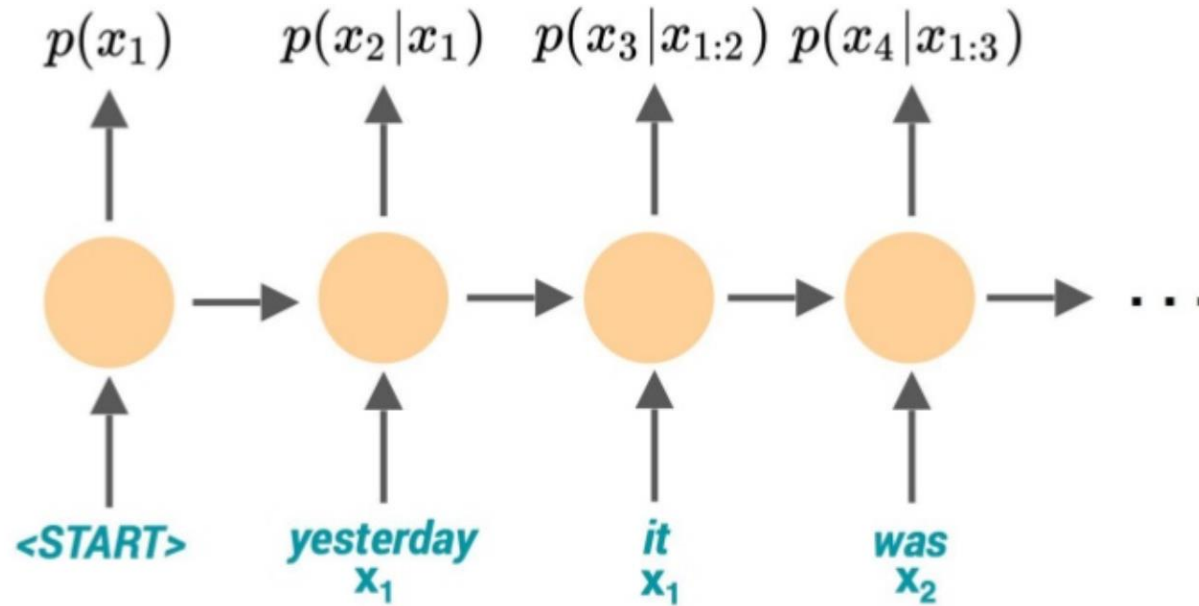 p(x₁) p(x₂|x₁) p(x₃|x₁:₂) p(x₄|x₁:₃)
...
<START> yesterday it was
x₁ x₁ x₂